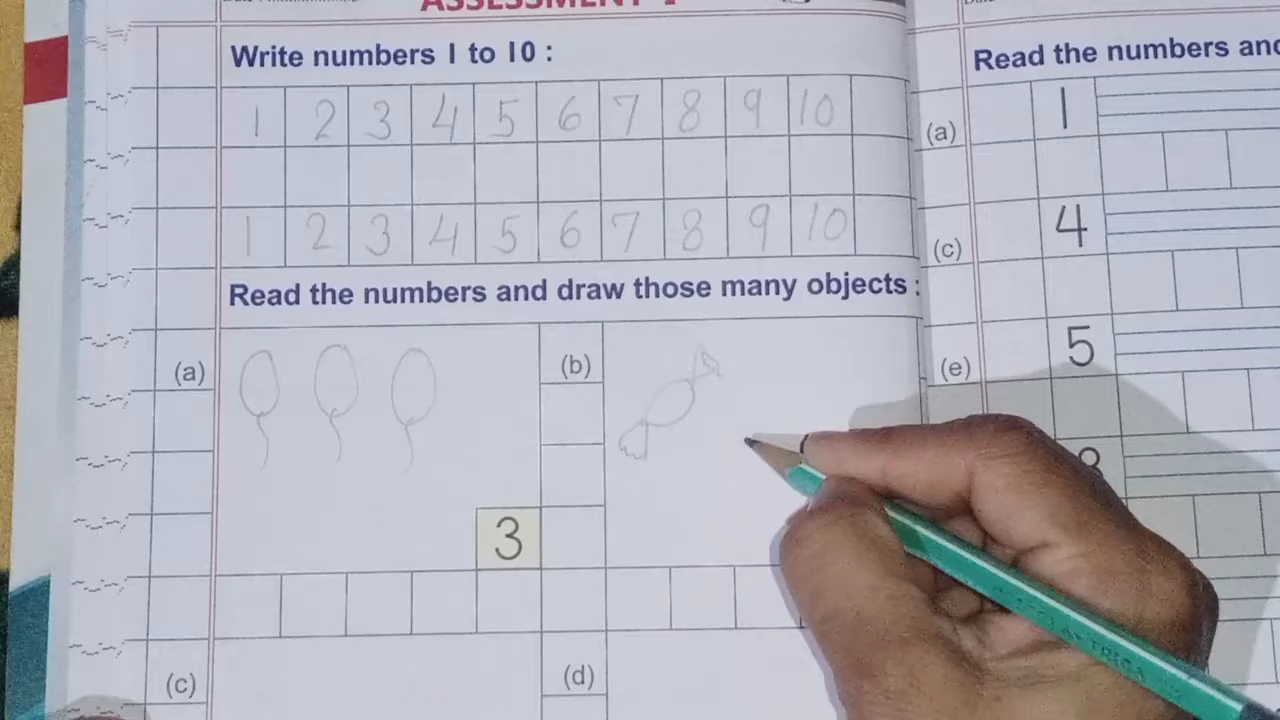 ASSESSMENT
Write numbers 1 to 10 :
1 2 3 4 5 6 7 8 9 10
1 2 3 4 5 6 7 8 9 10
Read the numbers and draw those many objects :
(a)
3
(b)
(c)
(d)
Read the numbers and
(a) 1
(c) 4
(e) 5
8